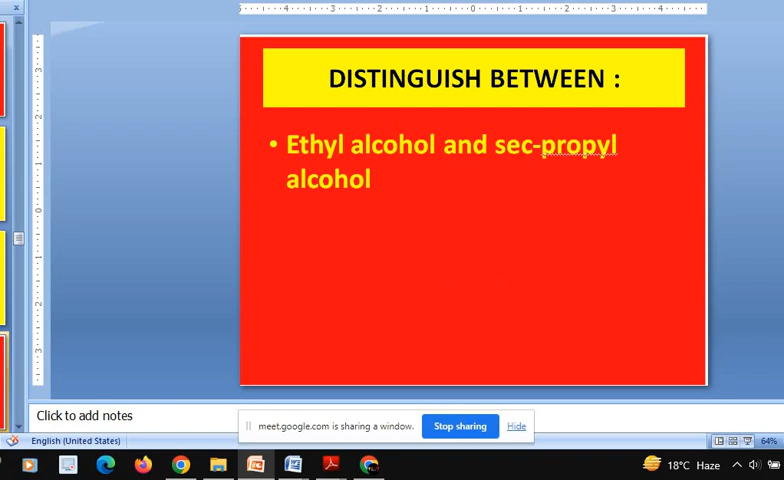 DISTINGUISH BETWEEN :
• Ethyl alcohol and sec-propyl
alcohol
Click to add notes
meet.google.com is sharing a window.
Stop sharing
Hide
English (United States)
64%
18°C Haze